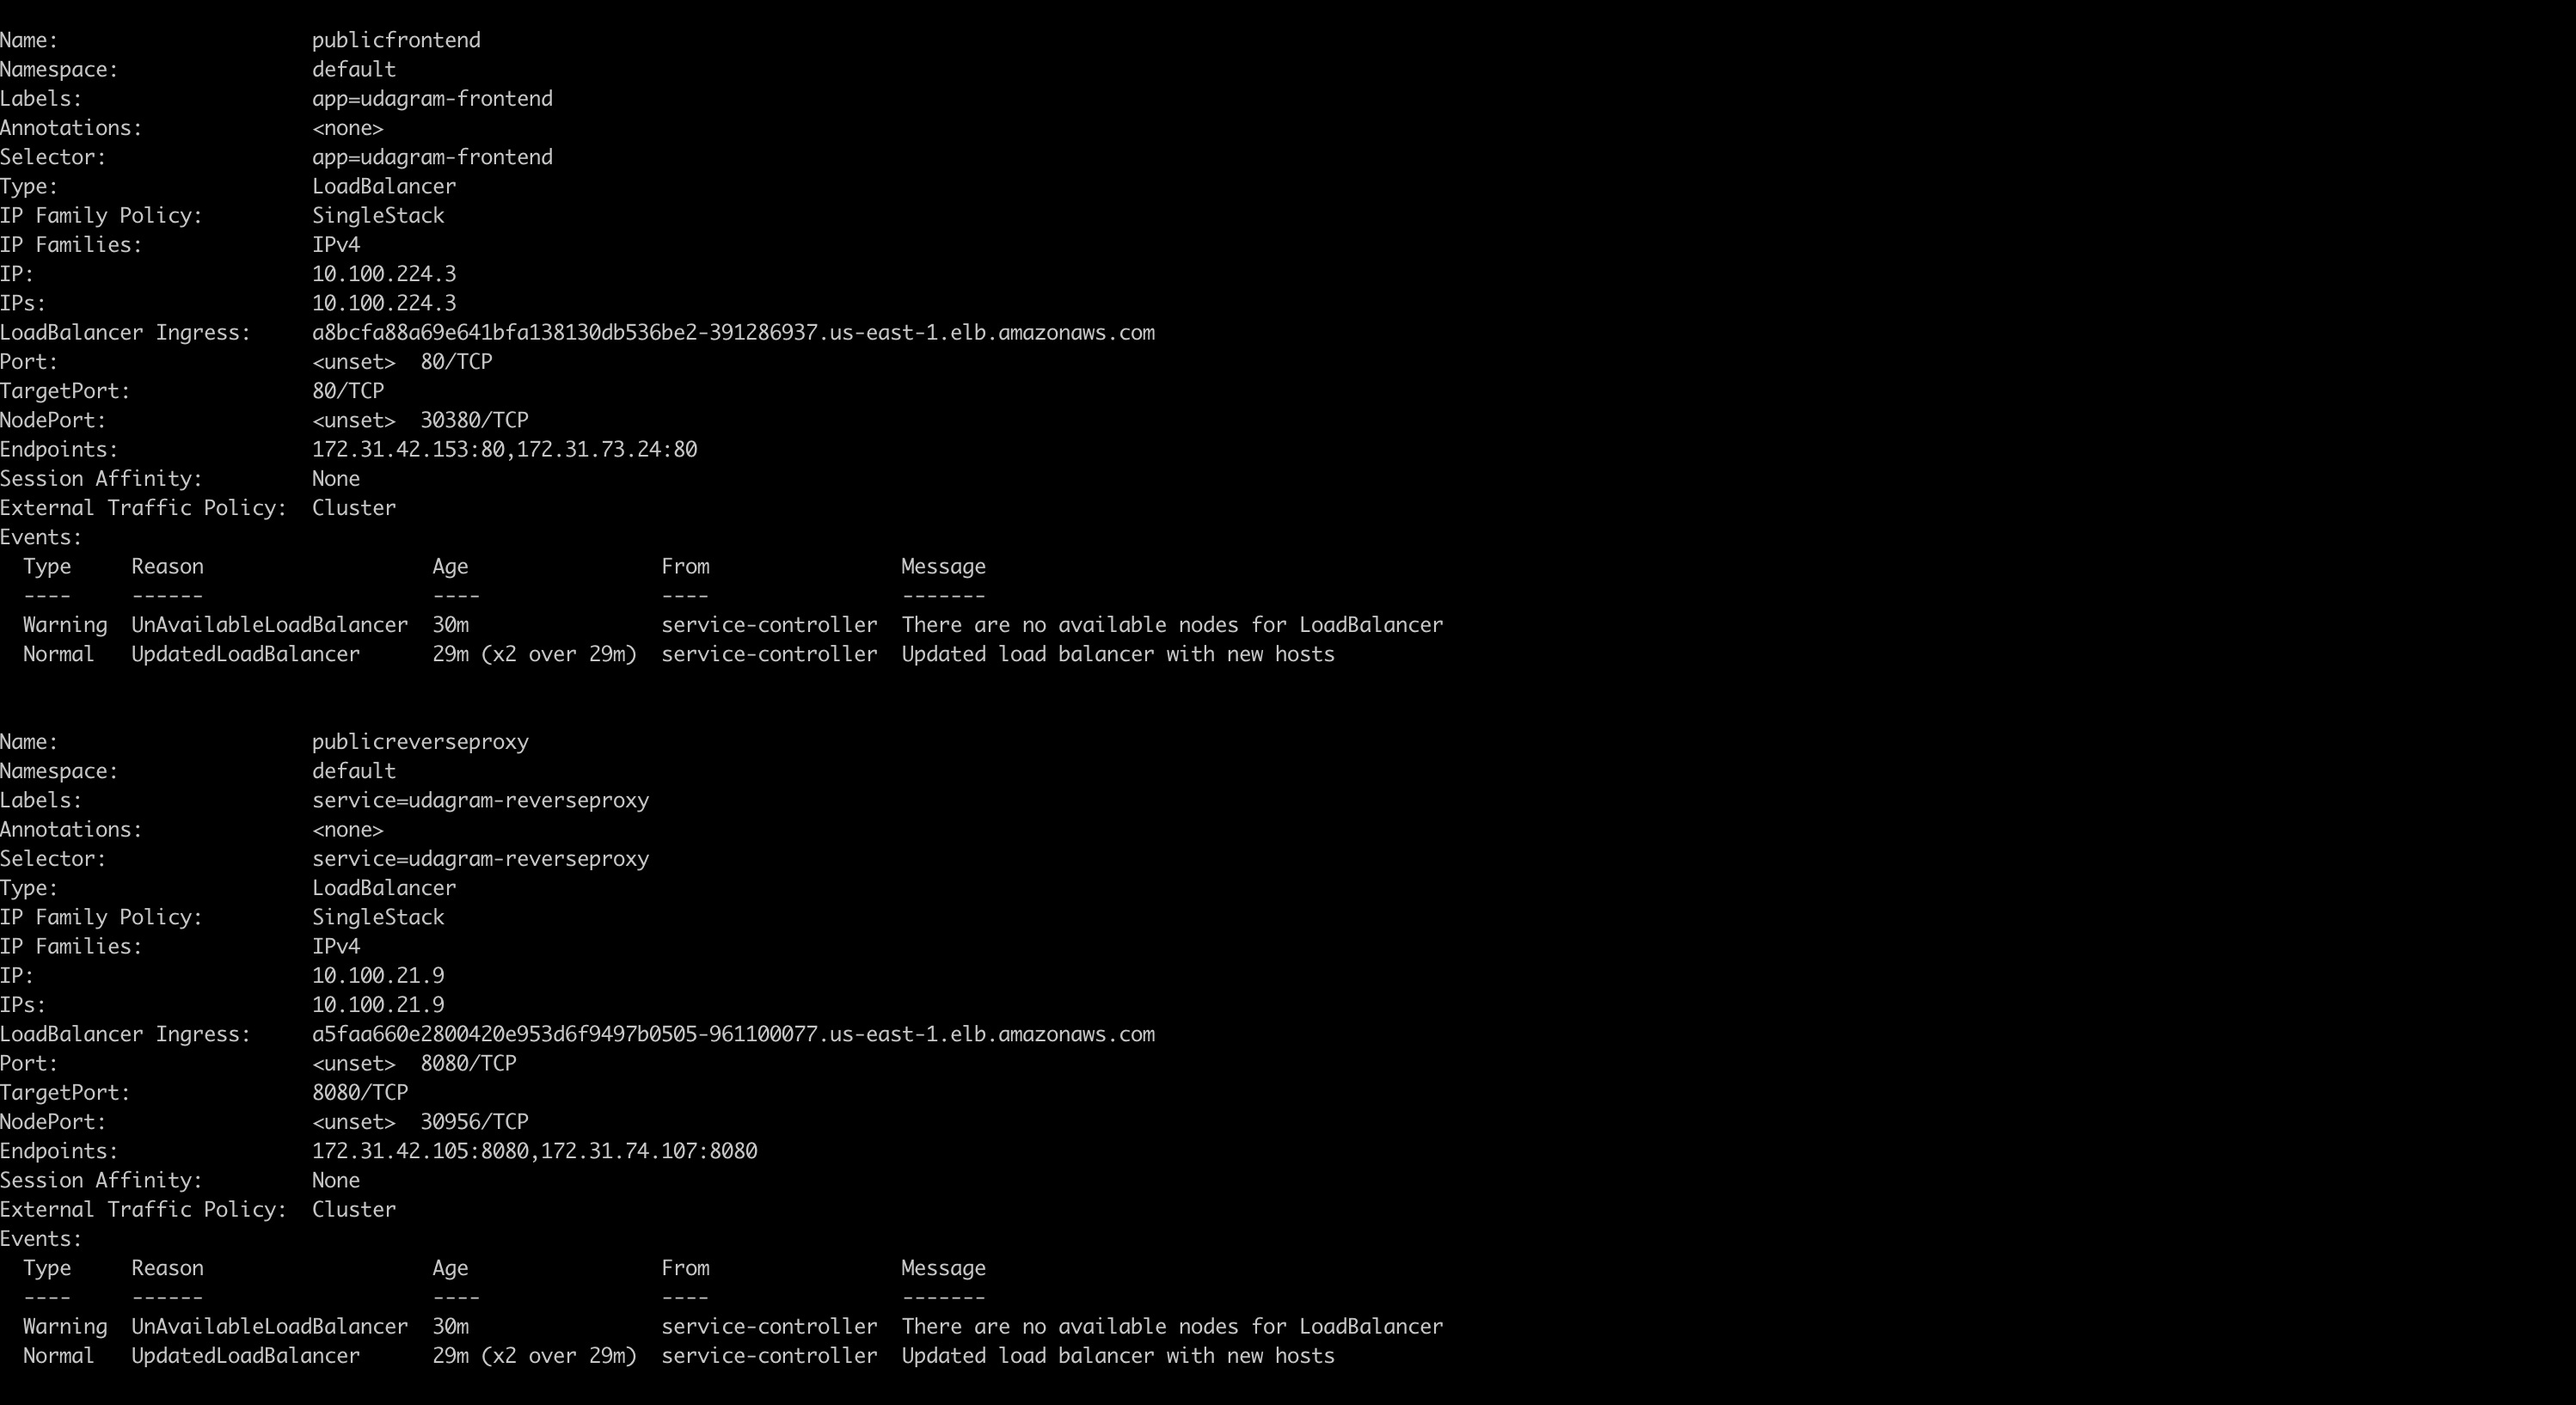 Name:                     publicfrontend
Namespace:                default
Labels:                   app=udagram-frontend
Annotations:              <none>
Selector:                 app=udagram-frontend
Type:                     LoadBalancer
IP Family Policy:         SingleStack
IP Families:              IPv4
IP:                       10.100.224.3
IPs:                      10.100.224.3
LoadBalancer Ingress:     a8bcfa88a69e641bfa138130db536be2-391286937.us-east-1.elb.amazonaws.com
Port:                     <unset>  80/TCP
TargetPort:               80/TCP
NodePort:                 <unset>  30380/TCP
Endpoints:                172.31.42.153:80,172.31.73.24:80
Session Affinity:         None
External Traffic Policy:  Cluster
Events:
  Type     Reason                   Age                From                Message
  ----     ------                   ----               ----                -------
  Warning  UnAvailableLoadBalancer  30m                service-controller  There are no available nodes for LoadBalancer
  Normal   UpdatedLoadBalancer      29m (x2 over 29m)  service-controller  Updated load balancer with new hosts
Name:                     publicreverseproxy
Namespace:                default
Labels:                   service=udagram-reverseproxy
Annotations:              <none>
Selector:                 service=udagram-reverseproxy
Type:                     LoadBalancer
IP Family Policy:         SingleStack
IP Families:              IPv4
IP:                       10.100.21.9
IPs:                      10.100.21.9
LoadBalancer Ingress:     a5faa660e2800420e953d6f9497b0505-961100077.us-east-1.elb.amazonaws.com
Port:                     <unset>  8080/TCP
TargetPort:               8080/TCP
NodePort:                 <unset>  30956/TCP
Endpoints:                172.31.42.105:8080,172.31.74.107:8080
Session Affinity:         None
External Traffic Policy:  Cluster
Events:
  Type     Reason                   Age                From                Message
  ----     ------                   ----               ----                -------
  Warning  UnAvailableLoadBalancer  30m                service-controller  There are no available nodes for LoadBalancer
  Normal   UpdatedLoadBalancer      29m (x2 over 29m)  service-controller  Updated load balancer with new hosts